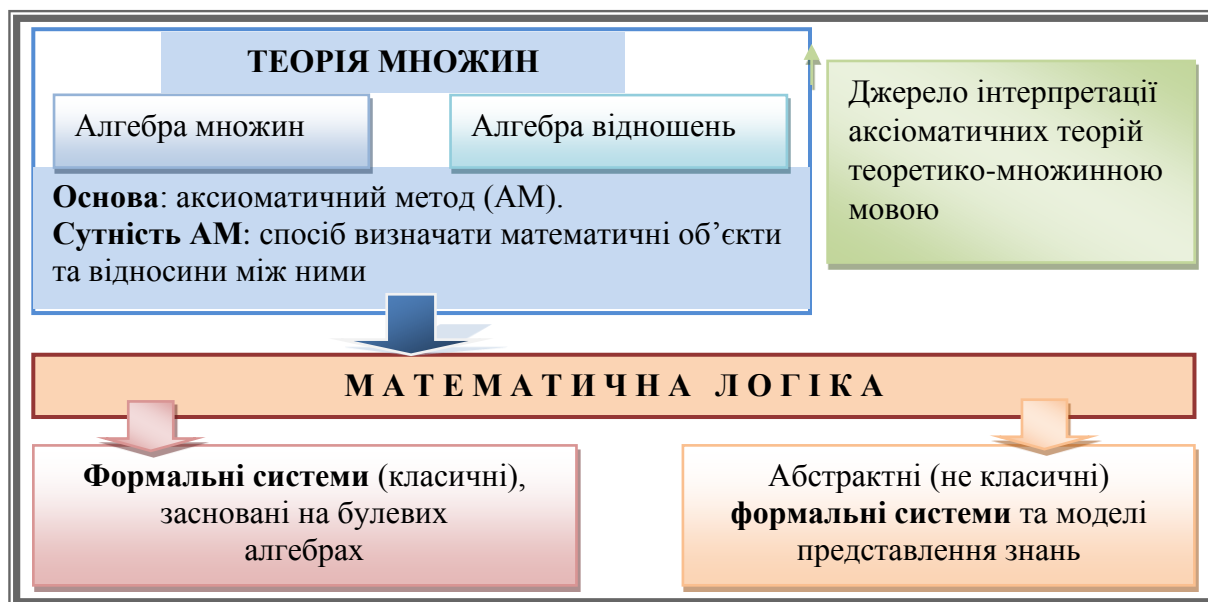 ТЕОРІЯ МНОЖИН
Алгебра множин
Алгебра відношень
Основа: аксиоматичний метод (АМ).
Сутність АМ: спосіб визначати математичні об’єкти
та відносини між ними
Джерело інтерпретації
аксіоматичних теорій
теоретико-множинною
мовою
М А Т Е М А Т И Ч Н А Л О Г І К А
Формальні системи (класичні),
засновані на булевих
алгебрах
Абстрактні (не класичні)
формальні системи та моделі
представлення знань